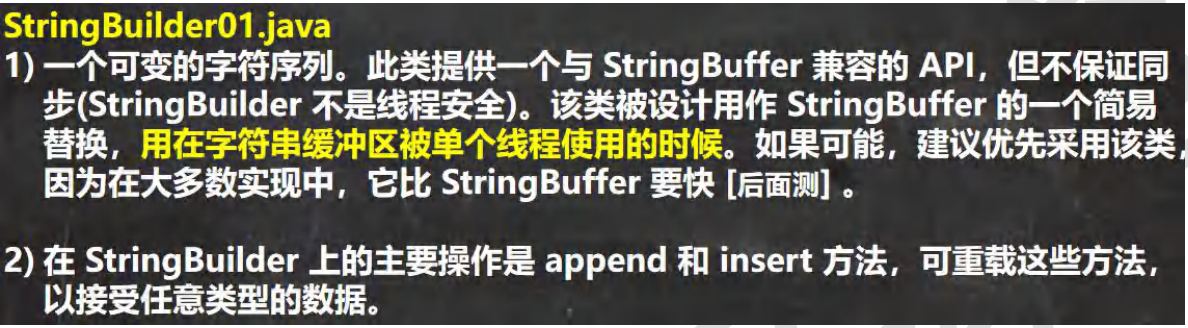 StringBuilder01.java
1) 一个可变的字符序列。此类提供一个与 StringBuffer 兼容的 API，但不保证同
步(StringBuilder 不是线程安全)。该类被设计用作 StringBuffer 的一个简易
替换，用在字符串缓冲区被单个线程使用的时候。如果可能，建议优先采用该类，
因为在大多数实现中，它比 StringBuffer 要快 [后面测] 。
2) 在 StringBuilder 上的主要操作是 append 和 insert 方法，可重载这些方法，
以接受任意类型的数据。